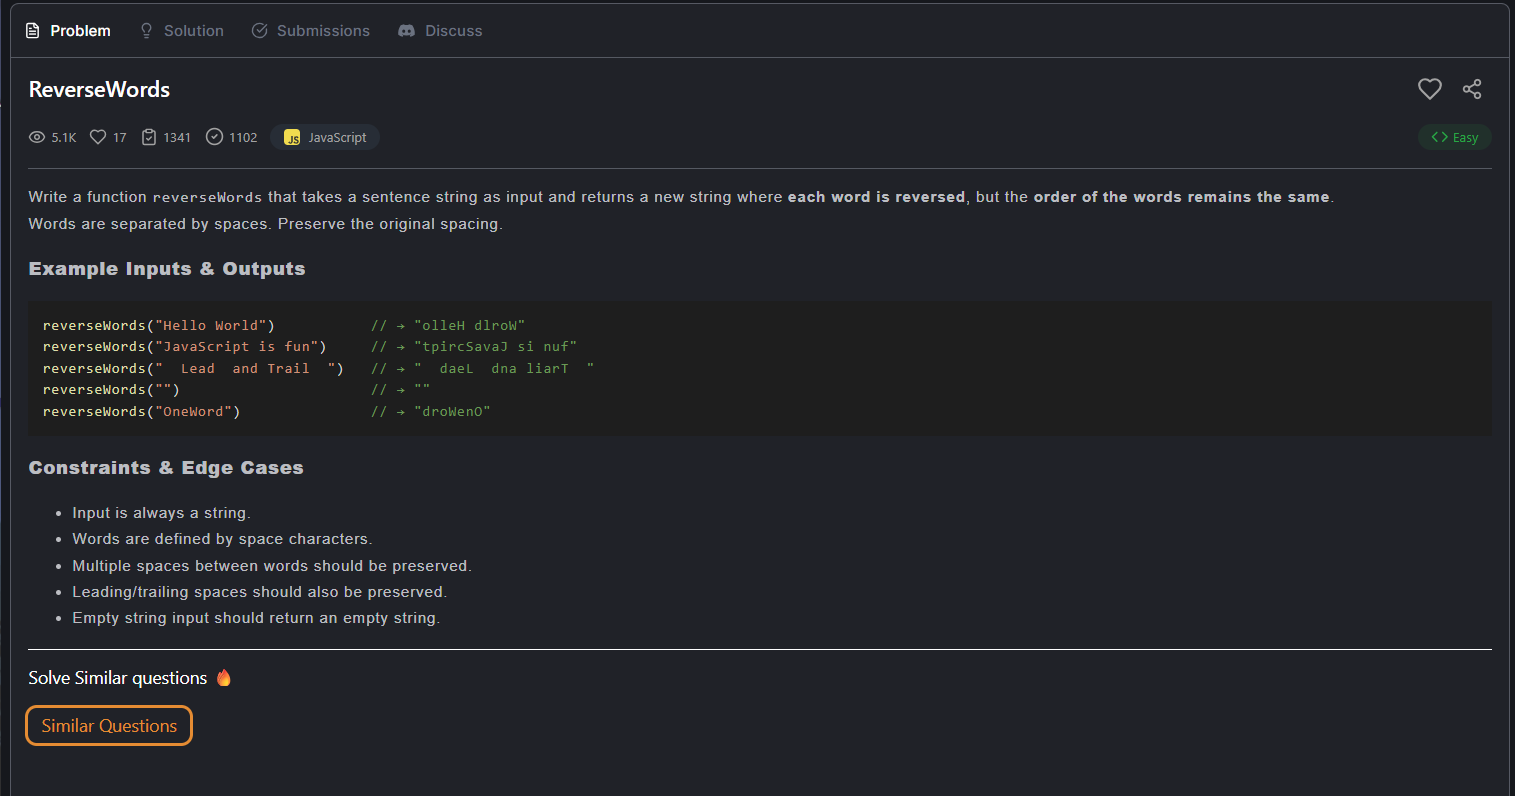 Problem Solution Submissions Discuss
ReverseWords
5.1K 17 1341 1102 JS JavaScript Easy
Write a function reverseWords that takes a sentence string as input and returns a new string where each word is reversed, but the order of the words remains the same.
Words are separated by spaces. Preserve the original spacing.
Example Inputs & Outputs
reverseWords("Hello World")           // → "olleH dlroW"
reverseWords("JavaScript is fun")     // → "tpircSavaJ si nuf"
reverseWords("  Lead  and Trail  ")   // → "  daeL  dna liarT  "
reverseWords("")                      // → ""
reverseWords("OneWord")               // → "droWenO"
Constraints & Edge Cases
• Input is always a string.
• Words are defined by space characters.
• Multiple spaces between words should be preserved.
• Leading/trailing spaces should also be preserved.
• Empty string input should return an empty string.
Solve Similar questions 🔥
Similar Questions